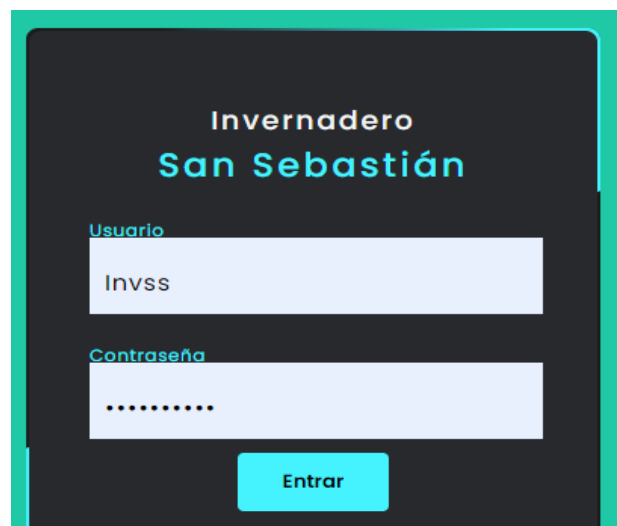 Invernadero
San Sebastián
Usuario
Invss
Contraseña
••••••••••
Entrar